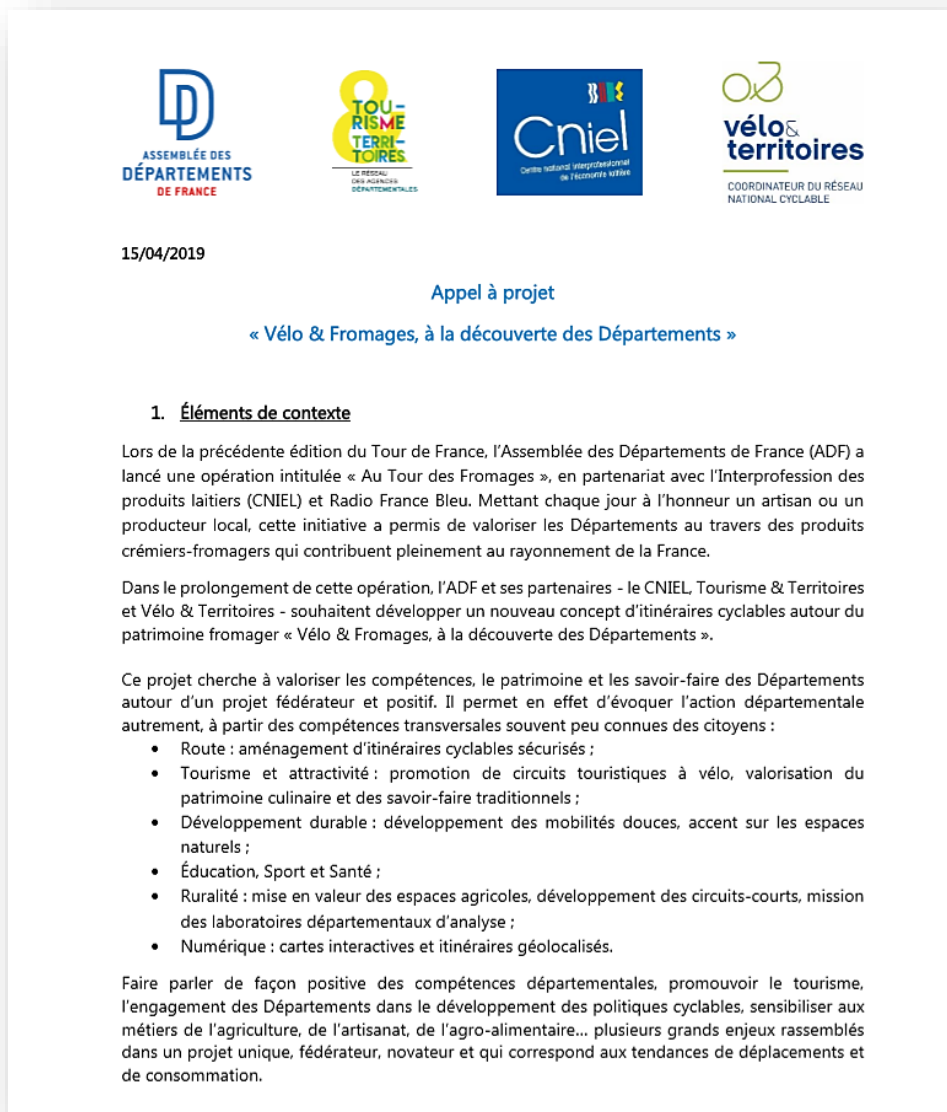 ASSEMBLÉE DES
DÉPARTEMENTS
DE FRANCE
TOU-
RISME
TERRI-
TOIRES
LE RÉSEAU
DES AGENCES
DÉPARTEMENTALES
Cniel
Centre National Interprofessionnel
de l'économie laitière
vélo&
territoires
COORDINATEUR DU RÉSEAU
NATIONAL CYCLABLE
15/04/2019
Appel à projet
« Vélo & Fromages, à la découverte des Départements »
1. Éléments de contexte
Lors de la précédente édition du Tour de France, l'Assemblée des Départements de France (ADF) a
lancé une opération intitulée « Au Tour des Fromages », en partenariat avec l'Interprofession des
produits laitiers (CNIEL) et Radio France Bleu. Mettant chaque jour à l'honneur un artisan ou un
producteur local, cette initiative a permis de valoriser les Départements au travers des produits
crémiers-fromagers qui contribuent pleinement au rayonnement de la France.
Dans le prolongement de cette opération, l'ADF et ses partenaires - le CNIEL, Tourisme & Territoires
et Vélo & Territoires - souhaitent développer un nouveau concept d'itinéraires cyclables autour du
patrimoine fromager « Vélo & Fromages, à la découverte des Départements ».
Ce projet cherche à valoriser les compétences, le patrimoine et les savoir-faire des Départements
autour d'un projet fédérateur et positif. Il permet en effet d'évoquer l'action départementale
autrement, à partir des compétences transversales souvent peu connues des citoyens :
• Route : aménagement d'itinéraires cyclables sécurisés ;
• Tourisme et attractivité : promotion de circuits touristiques à vélo, valorisation du
patrimoine culinaire et des savoir-faire traditionnels ;
• Développement durable : développement des mobilités douces, accent sur les espaces
naturels ;
• Éducation, Sport et Santé ;
• Ruralité : mise en valeur des espaces agricoles, développement des circuits-courts, mission
des laboratoires départementaux d'analyse ;
• Numérique : cartes interactives et itinéraires géolocalisés.
Faire parler de façon positive des compétences départementales, promouvoir le tourisme,
l'engagement des Départements dans le développement des politiques cyclables, sensibiliser aux
métiers de l'agriculture, de l'artisanat, de l'agro-alimentaire... plusieurs grands enjeux rassemblés
dans un projet unique, fédérateur, novateur et qui correspond aux tendances de déplacements et
de consommation.